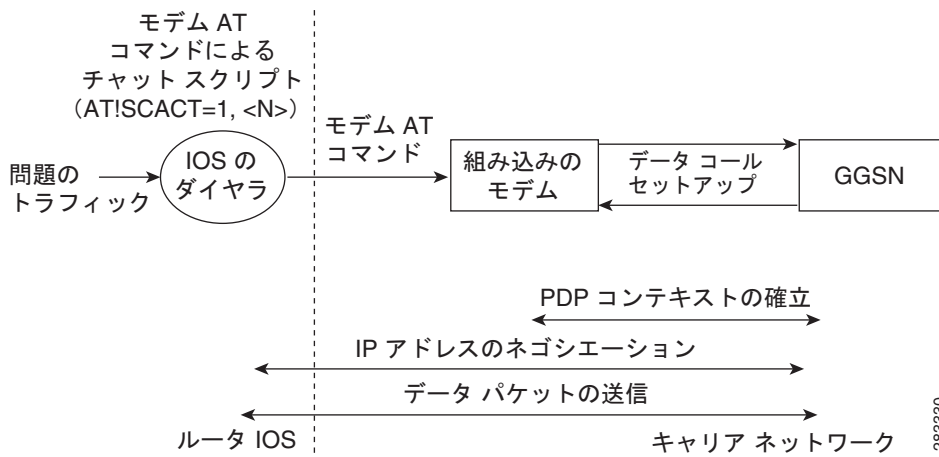 モデム AT
コマンドによる
チャット スクリプト
（AT!SCACT=1, <N>）
問題の
トラフィック
IOS の
ダイヤラ
モデム AT
コマンド
組み込みの
モデム
データ コール
セットアップ
GGSN
PDP コンテキストの確立
IP アドレスのネゴシエーション
データ パケットの送信
ルータ IOS
キャリア ネットワーク